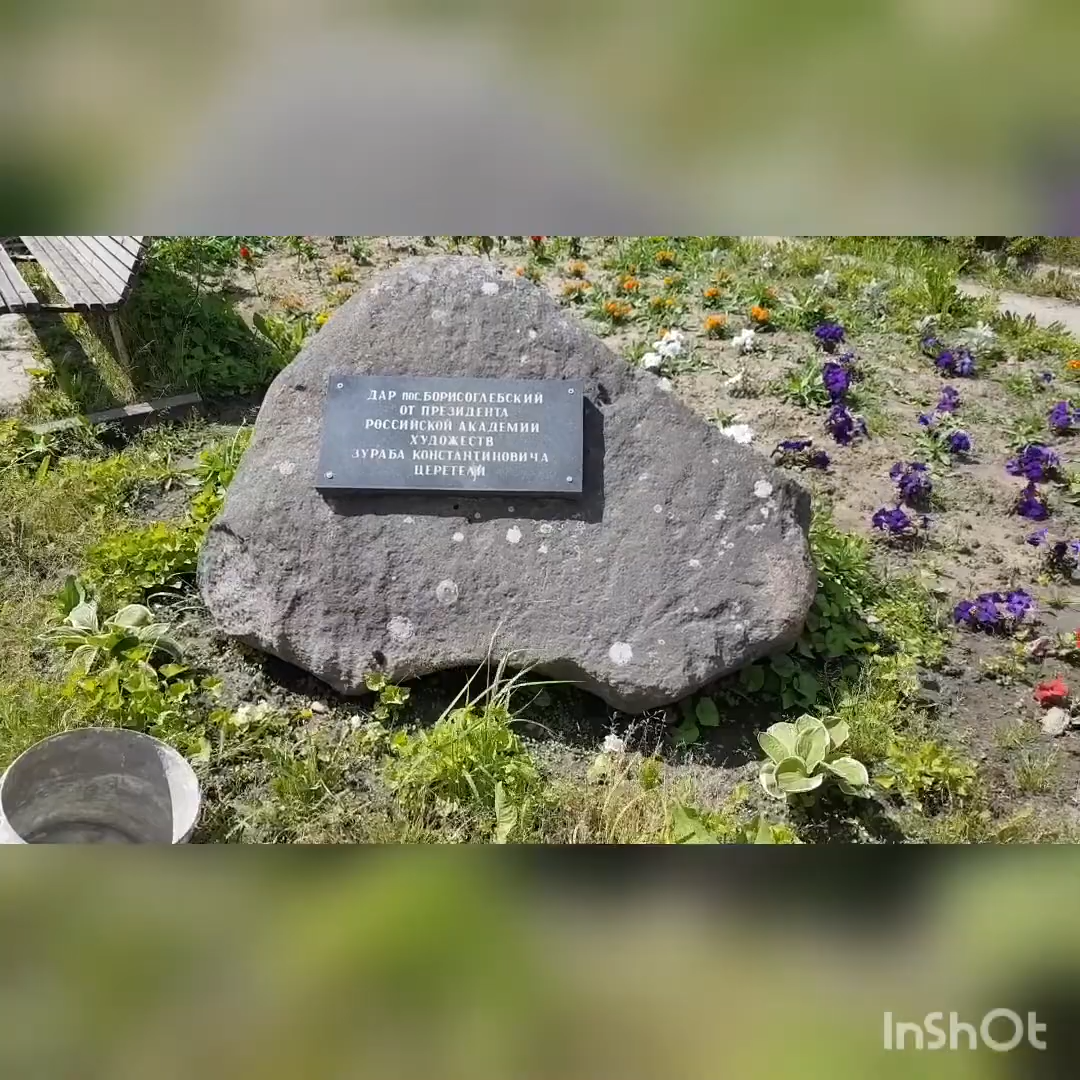 ДАР пос. БОРИСОГЛЕБСКИЙ
ОТ ПРЕЗИДЕНТА
РОССИЙСКОЙ АКАДЕМИИ
ХУДОЖЕСТВ
ЗУРАБА КОНСТАНТИНОВИЧА
ЦЕРЕТЕЛИ
InShOt